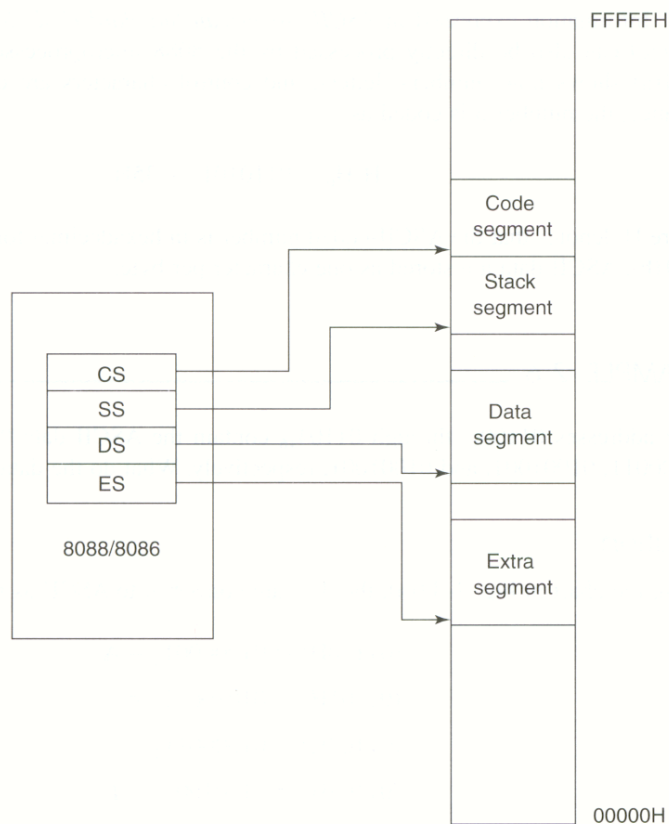 FFFFFH
Code
segment
Stack
segment
CS
SS
DS
ES
Data
segment
8088/8086
Extra
segment
00000H